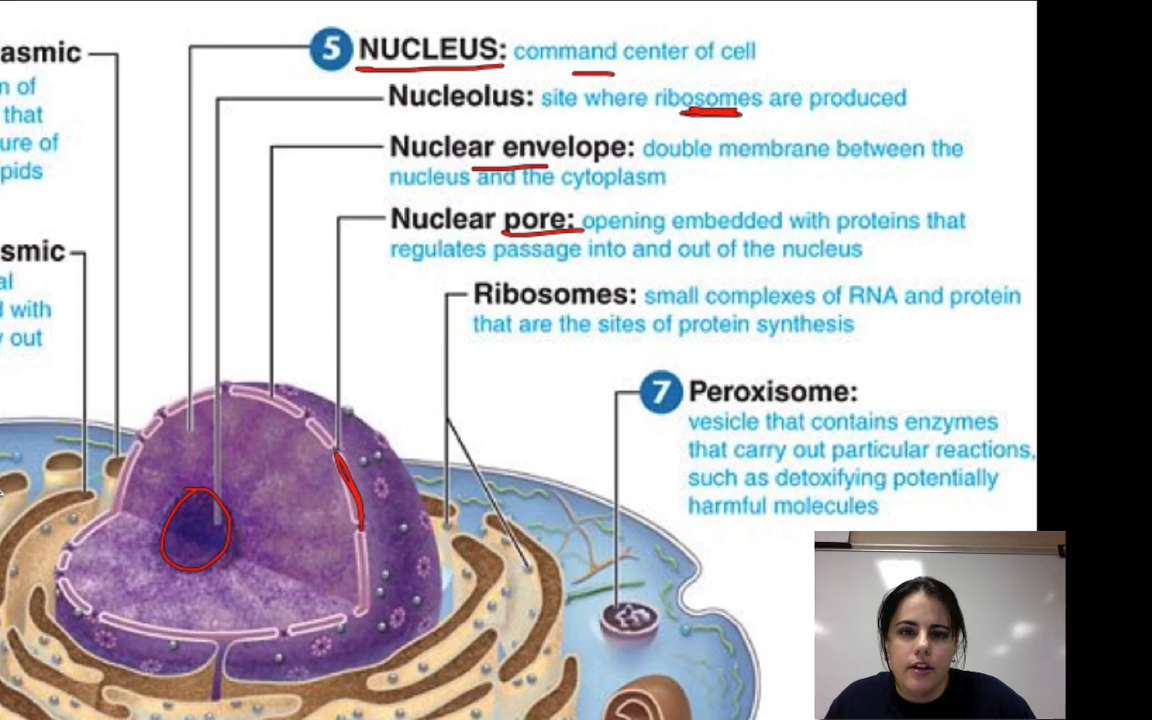 asmic
n of
that
ure of
pids
smic
al
d with
y out
5 NUCLEUS: command center of cell
Nucleolus: site where ribosomes are produced
Nuclear envelope: double membrane between the
nucleus and the cytoplasm
Nuclear pore: opening embedded with proteins that
regulates passage into and out of the nucleus
Ribosomes: small complexes of RNA and protein
that are the sites of protein synthesis
7 Peroxisome:
vesicle that contains enzymes
that carry out particular reactions,
such as detoxifying potentially
harmful molecules